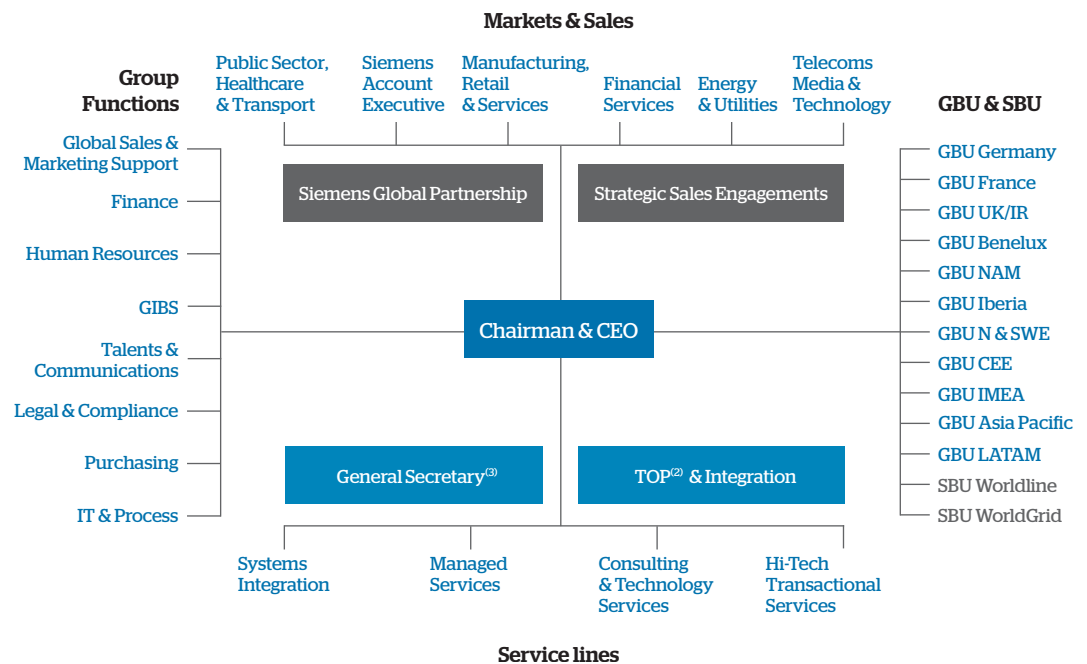 Markets & Sales
Group
Functions
Public Sector,
Healthcare
& Transport
Siemens
Account
Executive
Manufacturing,
Retail
& Services
Financial
Services
Energy
& Utilities
Telecoms
Media &
Technology
GBU & SBU
Global Sales &
Marketing Support
Finance
Human Resources
GIBS
Talents &
Communications
Legal & Compliance
Purchasing
IT & Process
Siemens Global Partnership
Strategic Sales Engagements
Chairman & CEO
General Secretary(3)
TOP(2) & Integration
GBU Germany
GBU France
GBU UK/IR
GBU Benelux
GBU NAM
GBU Iberia
GBU N & SWE
GBU CEE
GBU IMEA
GBU Asia Pacific
GBU LATAM
SBU Worldline
SBU WorldGrid
Systems
Integration
Managed
Services
Consulting
& Technology
Services
Hi-Tech
Transactional
Services
Service lines